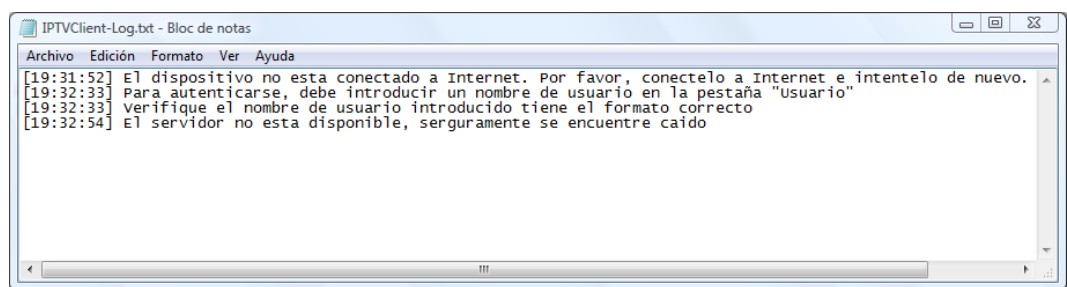 IPTVClient-Log.txt - Bloc de notas
Archivo Edición Formato Ver Ayuda
[19:31:52] El dispositivo no esta conectado a Internet. Por favor, conectelo a Internet e intentelo de nuevo.
[19:32:33] Para autenticarse, debe introducir un nombre de usuario en la pestaña "Usuario"
[19:32:33] Verifique el nombre de usuario introducido tiene el formato correcto
[19:32:54] El servidor no esta disponible, serguramente se encuentre caido